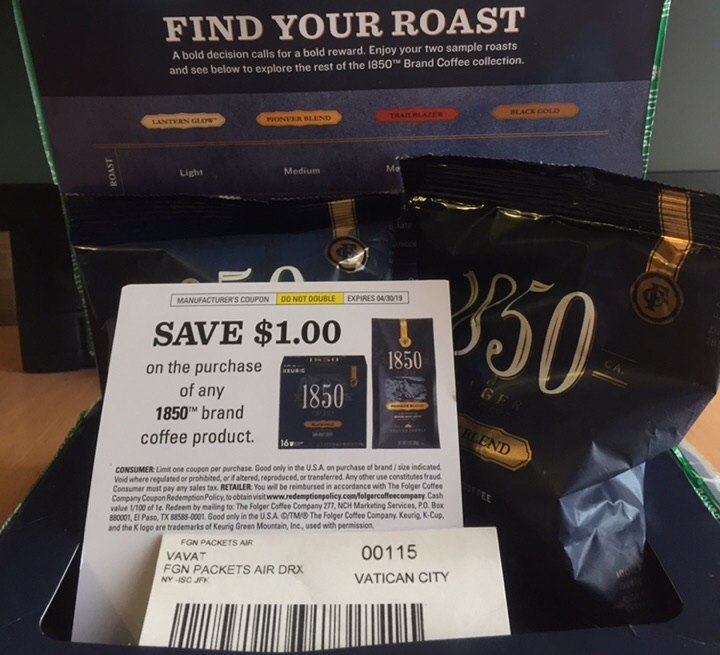 FIND YOUR ROAST
A bold decision calls for a bold reward. Enjoy your two sample roasts
and see below to explore the rest of the 1850™ Brand Coffee collection.
LANTERN GLOW™
PIONEER BLEND
TRAILBLAZER
BLACK GOLD
ROAST
Light
Medium
MANUFACTURER'S COUPON
DO NOT DOUBLE
EXPIRES 04/30/19
SAVE $1.00
on the purchase
of any
1850™ brand
coffee product.
KEURIG
1850
16
1850
PIONEER BLEND
CONSUMER: Limit one coupon per purchase. Good only in the U.S.A. on purchase of brand / size indicated.
Void where regulated or prohibited, or if altered, reproduced, or transferred. Any other use constitutes fraud.
Consumer must pay any sales tax. RETAILER: You will be reimbursed in accordance with The Folger Coffee
Company Coupon Redemption Policy, to obtain visit www.redemptionpolicy.com/folgercoffeecompany. Cash
value 1/100 of 1¢. Redeem by mailing to: The Folger Coffee Company 277, NCH Marketing Services, P.O. Box
880001, El Paso, TX 88588-0001. Good only in the U.S.A. ©/TM/® The Folger Coffee Company. Keurig, K-Cup,
and the K logo are trademarks of Keurig Green Mountain, Inc., used with permission.
1850
CA.
BLEND
FGN PACKETS AIR
VAVAT
FGN PACKETS AIR DRX
NY -ISC JFK
00115
VATICAN CITY